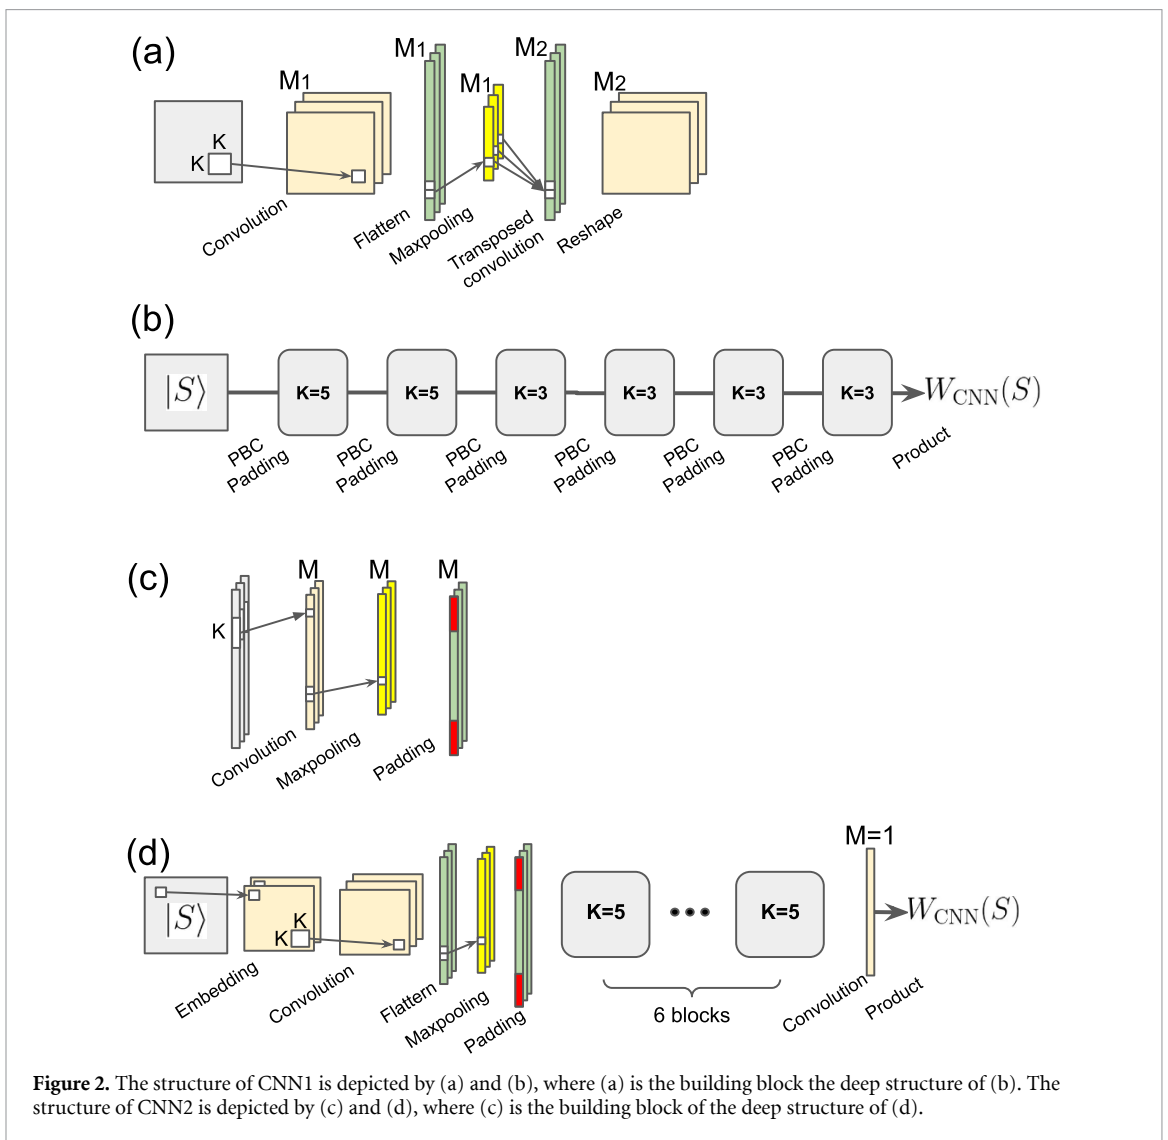 (a)
M1
M2
M1
M1
M2
K
K
Convolution
Flattern
Maxpooling
Transposed
convolution
Reshape
(b)
|S⟩
K=5
K=5
K=3
K=3
K=3
K=3
W_CNN(S)
PBC
Padding
PBC
Padding
PBC
Padding
PBC
Padding
PBC
Padding
PBC
Padding
Product
(c)
M
M
M
K
Convolution
Maxpooling
Padding
(d)
M=1
|S⟩
K
K
K=5
K=5
W_CNN(S)
Embedding
Convolution
Flattern
Maxpooling
Padding
6 blocks
Convolution
Product
Figure 2. The structure of CNN1 is depicted by (a) and (b), where (a) is the building block the deep structure of (b). The
structure of CNN2 is depicted by (c) and (d), where (c) is the building block of the deep structure of (d).